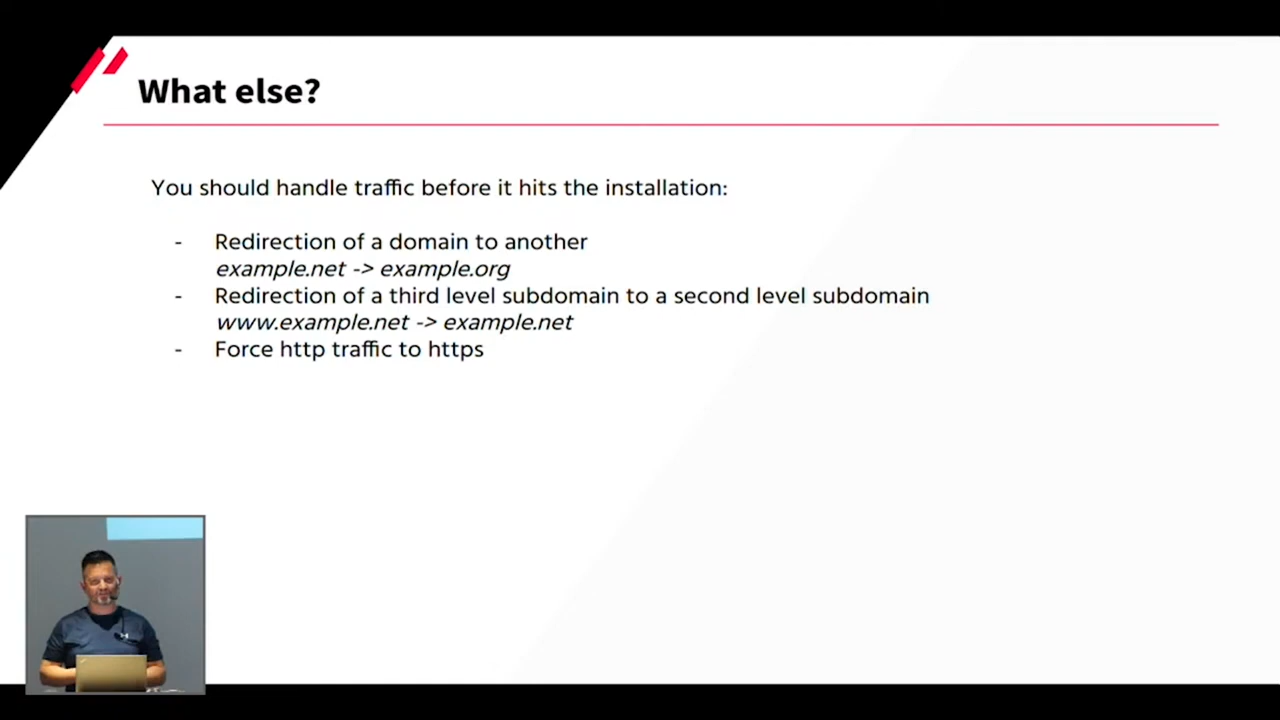 What else?
You should handle traffic before it hits the installation:
- Redirection of a domain to another
example.net -> example.org
- Redirection of a third level subdomain to a second level subdomain
www.example.net -> example.net
- Force http traffic to https